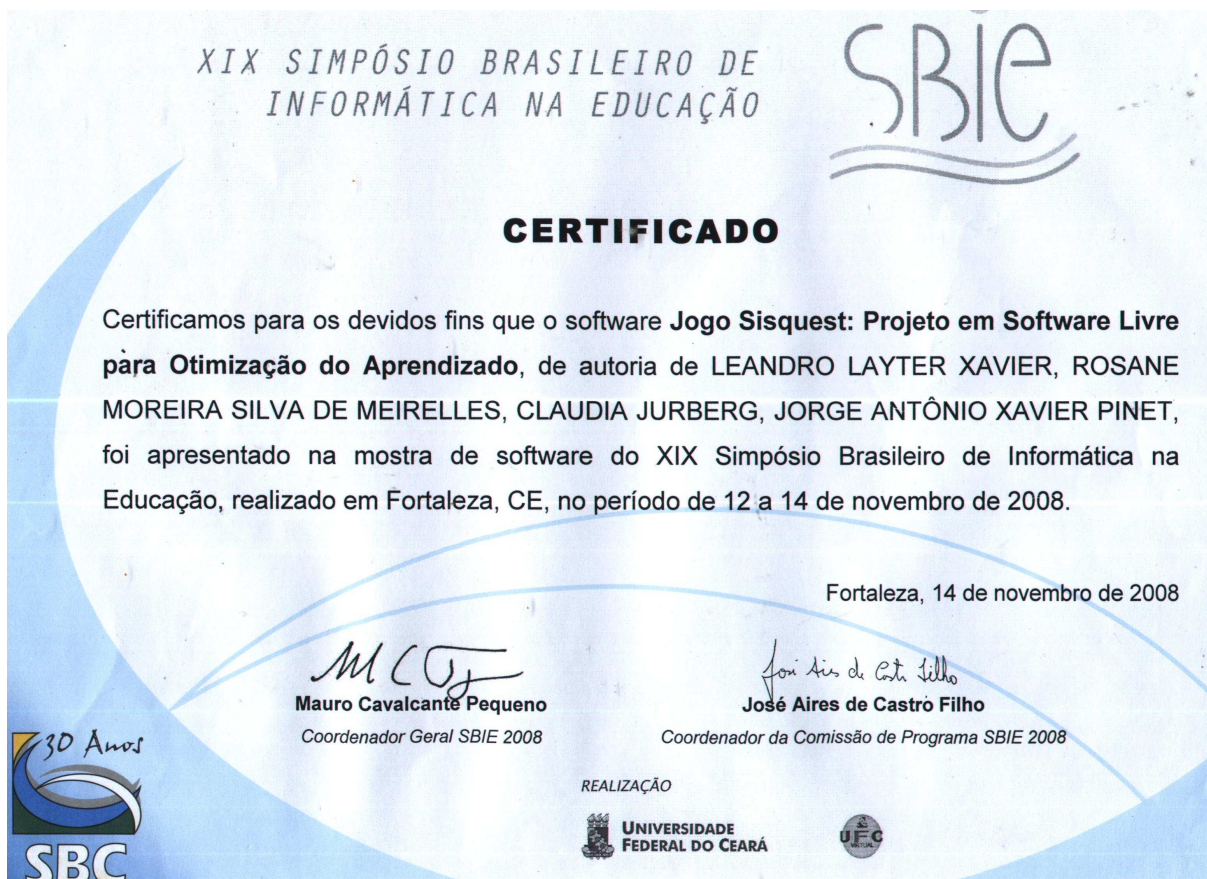 XIX SIMPÓSIO BRASILEIRO DE
INFORMÁTICA NA EDUCAÇÃO
SBIE
CERTIFICADO
Certificamos para os devidos fins que o software Jogo Sisquest: Projeto em Software Livre
para Otimização do Aprendizado, de autoria de LEANDRO LAYTER XAVIER, ROSANE
MOREIRA SILVA DE MEIRELLES, CLAUDIA JURBERG, JORGE ANTÔNIO XAVIER PINET,
foi apresentado na mostra de software do XIX Simpósio Brasileiro de Informática na
Educação, realizado em Fortaleza, CE, no período de 12 a 14 de novembro de 2008.
Fortaleza, 14 de novembro de 2008
Mauro Cavalcante Pequeno
Coordenador Geral SBIE 2008
José Aires de Castro Filho
Coordenador da Comissão de Programa SBIE 2008
30 Anos
SBC
REALIZAÇÃO
UNIVERSIDADE
FEDERAL DO CEARÁ
UFC
VIRTUAL